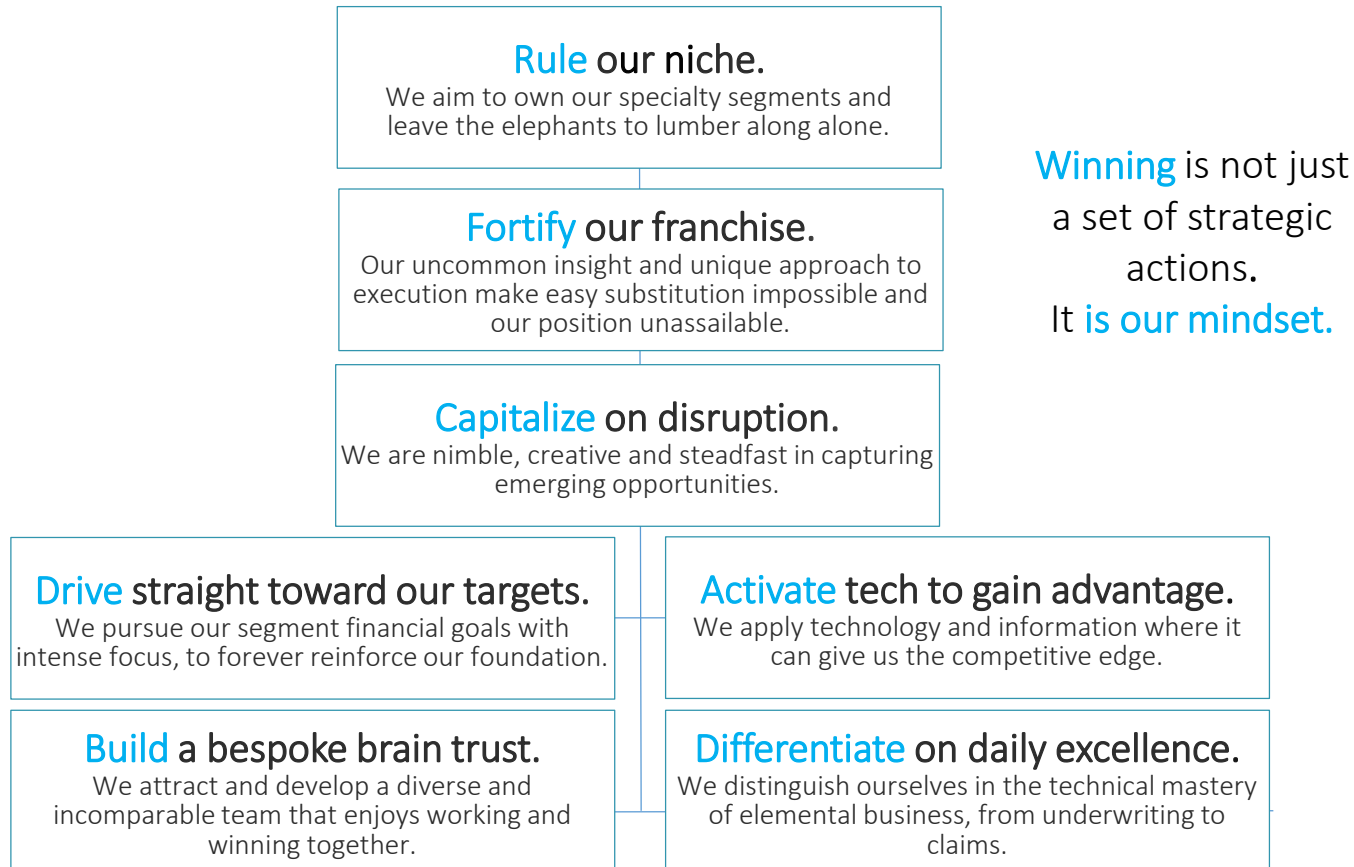 Rule our niche.
We aim to own our specialty segments and
leave the elephants to lumber along alone.
Winning is not just
a set of strategic
actions.
It is our mindset.
Fortify our franchise.
Our uncommon insight and unique approach to
execution make easy substitution impossible and
our position unassailable.
Capitalize on disruption.
We are nimble, creative and steadfast in capturing
emerging opportunities.
Drive straight toward our targets.
We pursue our segment financial goals with
intense focus, to forever reinforce our foundation.
Activate tech to gain advantage.
We apply technology and information where it
can give us the competitive edge.
Build a bespoke brain trust.
We attract and develop a diverse and
incomparable team that enjoys working and
winning together.
Differentiate on daily excellence.
We distinguish ourselves in the technical mastery
of elemental business, from underwriting to
claims.